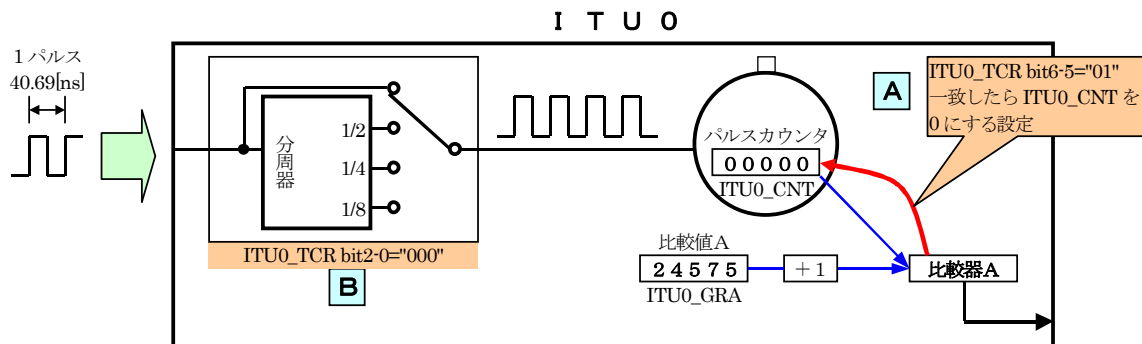 ＩＴＵ０
1 パルス
40.69[ns]
分周器
1/2
1/4
1/8
ITU0_TCR bit2-0="000"
B
パルスカウンタ
０００００
ITU0_CNT
A
ITU0_TCR bit6-5="01"
一致したら ITU0_CNT を
0 にする設定
比較値A
２４５７５
ITU0_GRA
＋1
比較器A